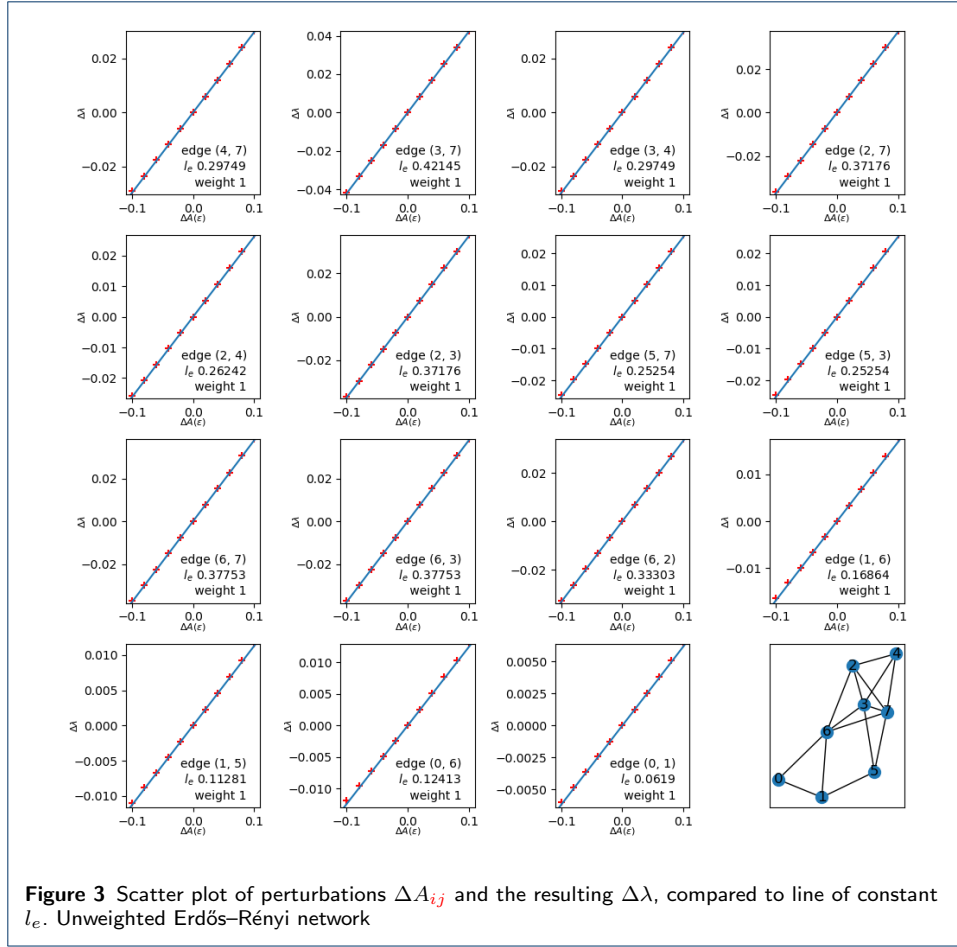 0.02
0.00
−0.02
Δλ
edge (4, 7)
l_e 0.29749
weight 1
−0.1 0.0 0.1
ΔA(ε)
0.04
0.02
0.00
−0.02
−0.04
Δλ
edge (3, 7)
l_e 0.42145
weight 1
−0.1 0.0 0.1
ΔA(ε)
0.02
0.00
−0.02
Δλ
edge (3, 4)
l_e 0.29749
weight 1
−0.1 0.0 0.1
ΔA(ε)
0.02
0.00
−0.02
Δλ
edge (2, 7)
l_e 0.37176
weight 1
−0.1 0.0 0.1
ΔA(ε)
0.02
0.01
0.00
−0.01
−0.02
Δλ
edge (2, 4)
l_e 0.26242
weight 1
−0.1 0.0 0.1
ΔA(ε)
0.02
0.00
−0.02
Δλ
edge (2, 3)
l_e 0.37176
weight 1
−0.1 0.0 0.1
ΔA(ε)
0.02
0.01
0.00
−0.01
−0.02
Δλ
edge (5, 7)
l_e 0.25254
weight 1
−0.1 0.0 0.1
ΔA(ε)
0.02
0.01
0.00
−0.01
−0.02
Δλ
edge (5, 3)
l_e 0.25254
weight 1
−0.1 0.0 0.1
ΔA(ε)
0.02
0.00
−0.02
Δλ
edge (6, 7)
l_e 0.37753
weight 1
−0.1 0.0 0.1
ΔA(ε)
0.02
0.00
−0.02
Δλ
edge (6, 3)
l_e 0.37753
weight 1
−0.1 0.0 0.1
ΔA(ε)
0.02
0.00
−0.02
Δλ
edge (6, 2)
l_e 0.33303
weight 1
−0.1 0.0 0.1
ΔA(ε)
0.01
0.00
−0.01
Δλ
edge (1, 6)
l_e 0.16864
weight 1
−0.1 0.0 0.1
ΔA(ε)
0.010
0.005
0.000
−0.005
−0.010
Δλ
edge (1, 5)
l_e 0.11281
weight 1
−0.1 0.0 0.1
ΔA(ε)
0.010
0.005
0.000
−0.005
−0.010
Δλ
edge (0, 6)
l_e 0.12413
weight 1
−0.1 0.0 0.1
ΔA(ε)
0.0050
0.0025
0.0000
−0.0025
−0.0050
Δλ
edge (0, 1)
l_e 0.0619
weight 1
−0.1 0.0 0.1
ΔA(ε)
4
2
3
7
6
5
0
1
Figure 3 Scatter plot of perturbations ΔA_ij and the resulting Δλ, compared to line of constant
l_e. Unweighted Erdős–Rényi network